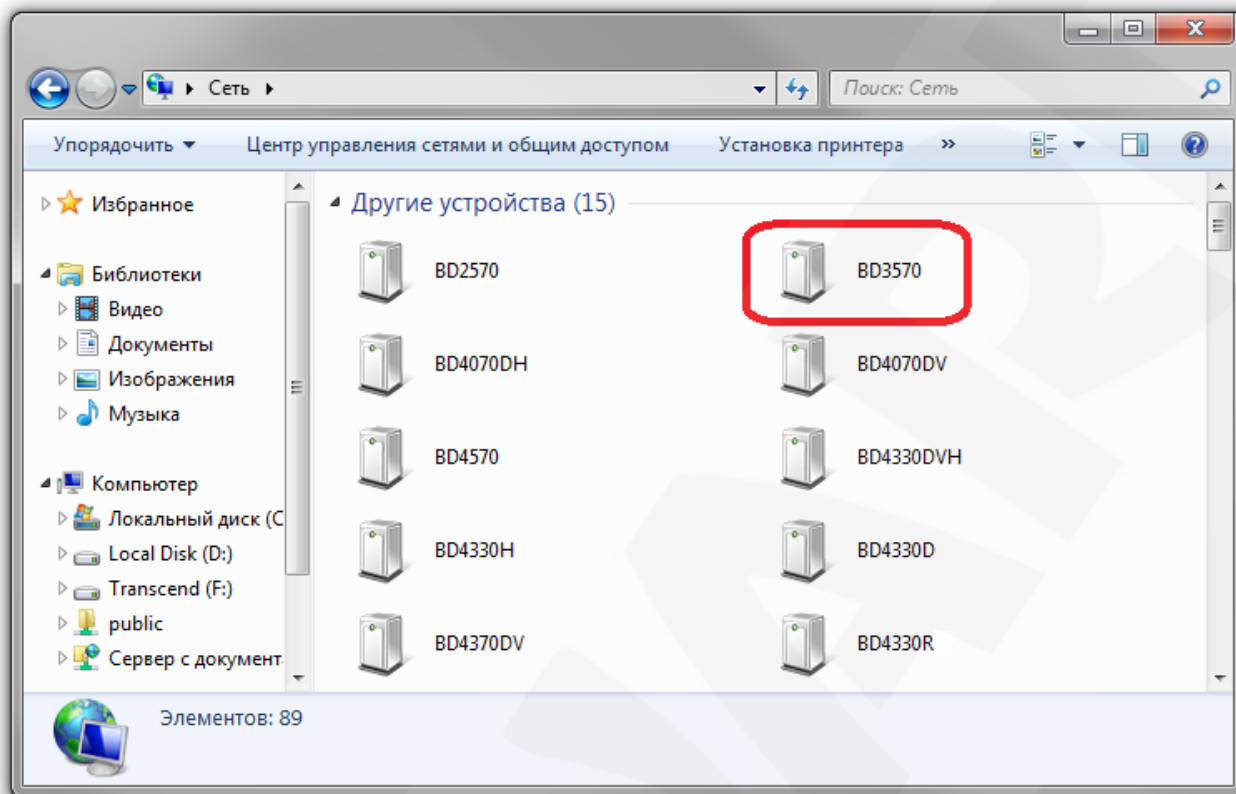 Сеть
Поиск: Сеть
Упорядочить
Центр управления сетями и общим доступом
Установка принтера
»
Избранное
Библиотеки
Видео
Документы
Изображения
Музыка
Компьютер
Локальный диск (C
Local Disk (D:)
Transcend (F:)
public
Сервер с документ
Другие устройства (15)
BD2570
BD3570
BD4070DH
BD4070DV
BD4570
BD4330DVH
BD4330H
BD4330D
BD4370DV
BD4330R
Элементов: 89